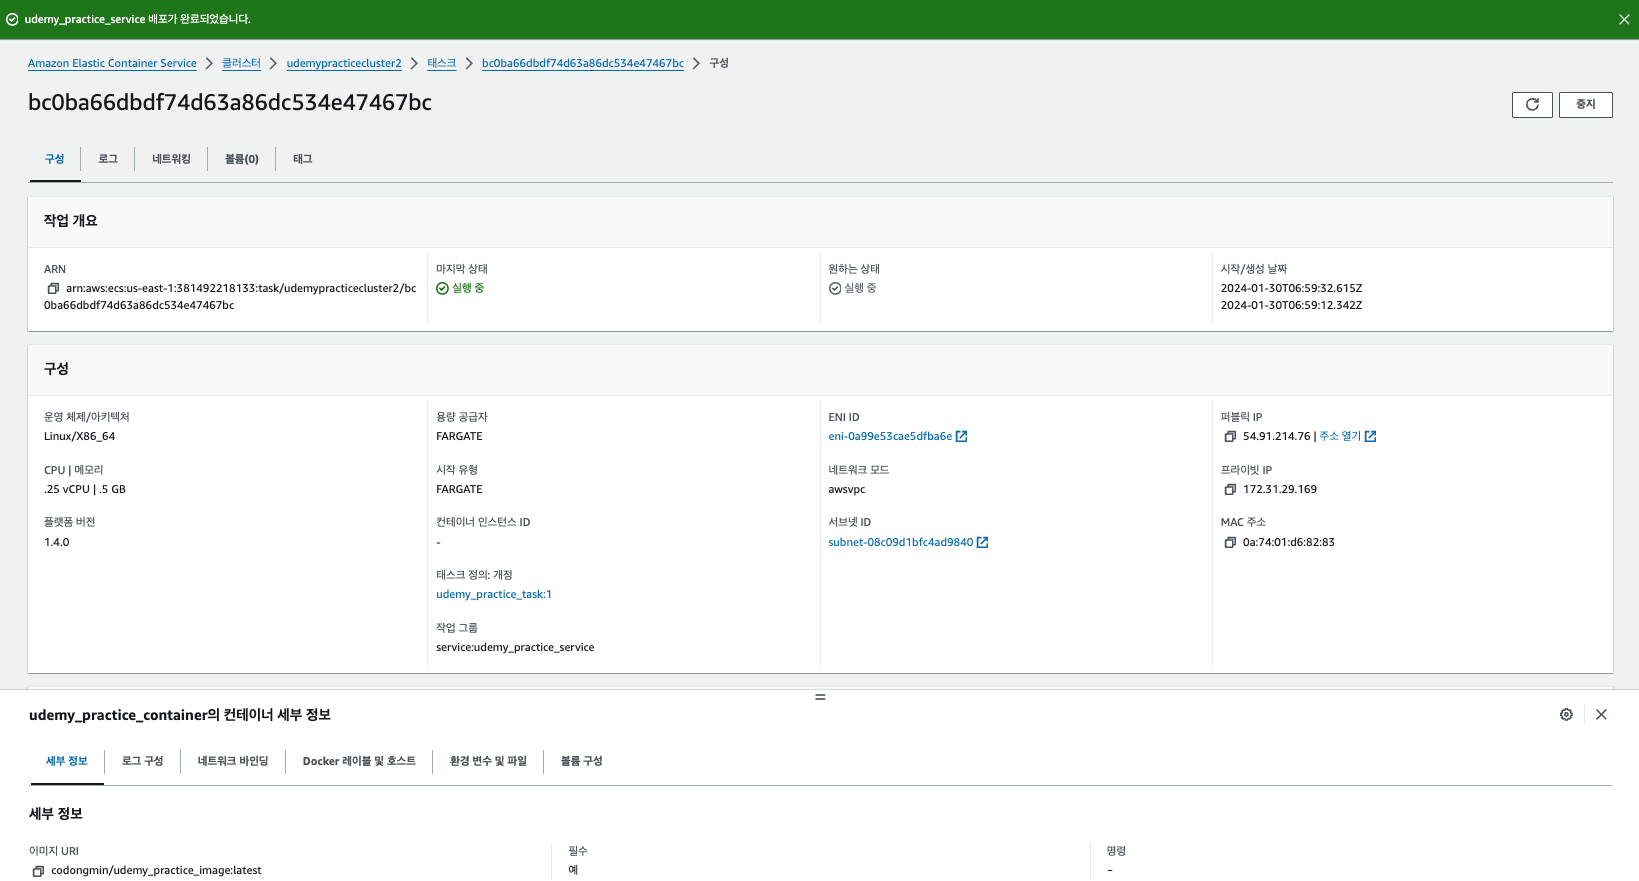 udemy_practice_service 배포가 완료되었습니다.
Amazon Elastic Container Service > 클러스터 > udemypracticecluster2 > 태스크 > bc0ba66dbdf74d63a86dc534e47467bc > 구성
bc0ba66dbdf74d63a86dc534e47467bc
중지
구성 로그 네트워킹 볼륨(0) 태그
작업 개요
ARN
arn:aws:ecs:us-east-1:381492218133:task/udemypracticecluster2/bc
0ba66dbdf74d63a86dc534e47467bc
마지막 상태
실행 중
원하는 상태
실행 중
시작/생성 날짜
2024-01-30T06:59:32.615Z
2024-01-30T06:59:12.342Z
구성
운영 체제/아키텍처
Linux/X86_64
CPU | 메모리
.25 vCPU | .5 GB
플랫폼 버전
1.4.0
용량 공급자
FARGATE
시작 유형
FARGATE
컨테이너 인스턴스 ID
-
태스크 정의: 개정
udemy_practice_task:1
작업 그룹
service:udemy_practice_service
ENI ID
eni-0a99e53cae5dfba6e
네트워크 모드
awsvpc
서브넷 ID
subnet-08c09d1bfc4ad9840
퍼블릭 IP
54.91.214.76 | 주소 열기
프라이빗 IP
172.31.29.169
MAC 주소
0a:74:01:d6:82:83
udemy_practice_container의 컨테이너 세부 정보
세부 정보 로그 구성 네트워크 바인딩 Docker 레이블 및 호스트 환경 변수 및 파일 볼륨 구성
세부 정보
이미지 URI
codongmin/udemy_practice_image:latest
필수
예
명령
-